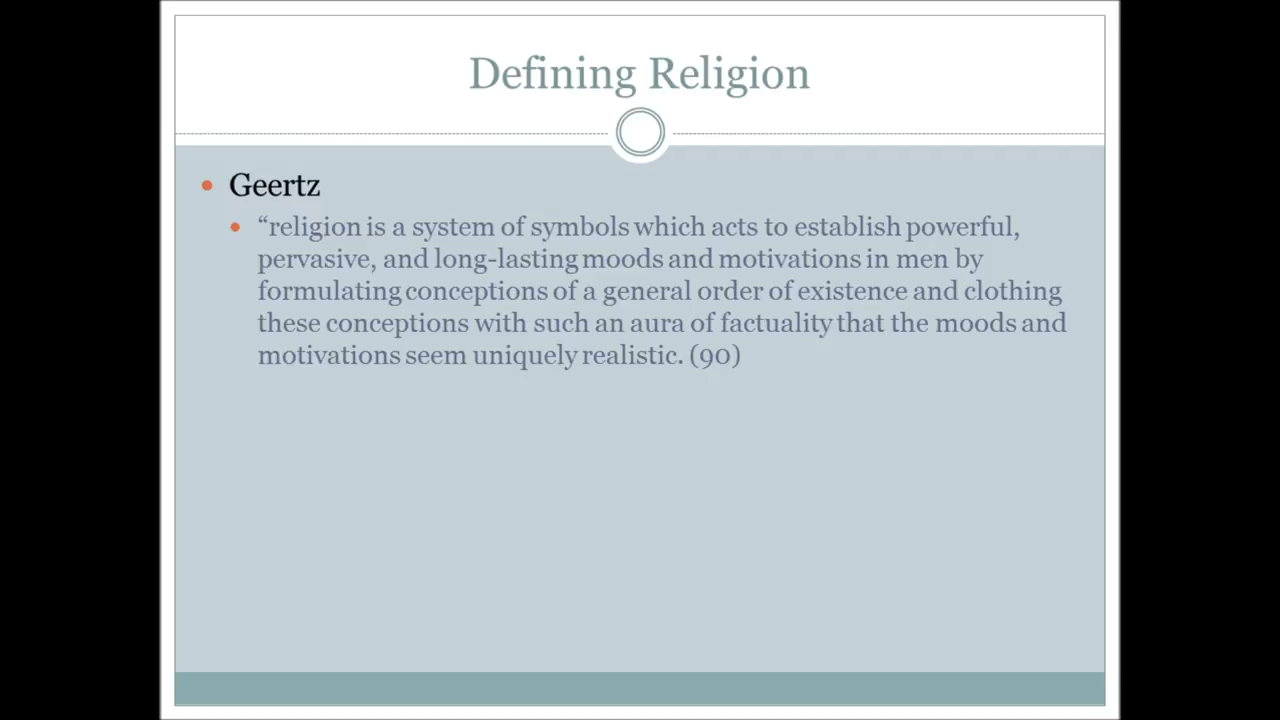 Defining Religion
• Geertz
• “religion is a system of symbols which acts to establish powerful,
pervasive, and long-lasting moods and motivations in men by
formulating conceptions of a general order of existence and clothing
these conceptions with such an aura of factuality that the moods and
motivations seem uniquely realistic. (90)